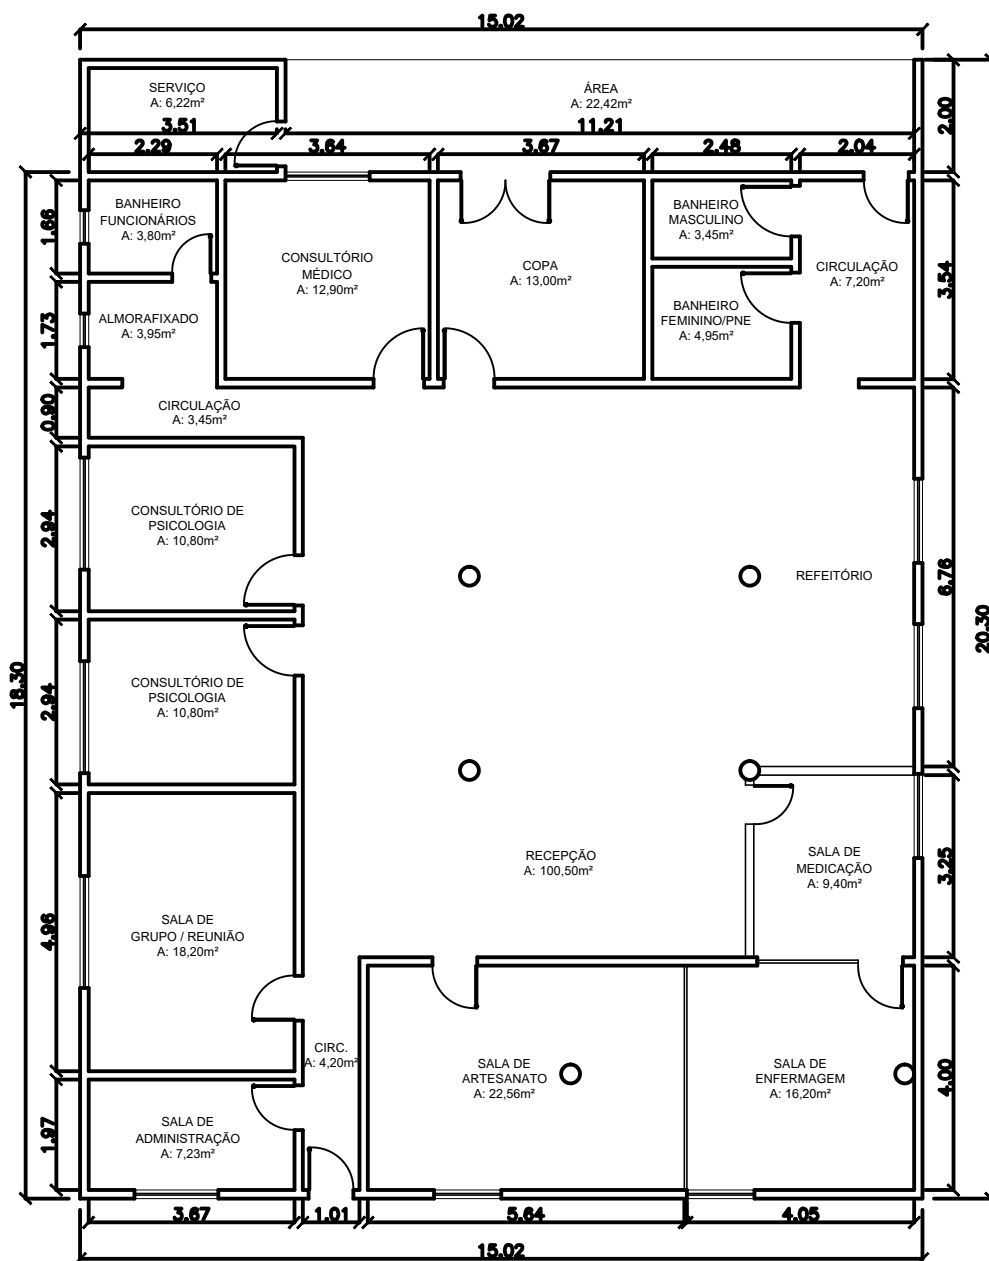 15.02
SERVIÇO
A: 6,22m²
ÁREA
A: 22,42m²
3.51
11.21
2.00
2.29
3.64
3.67
2.48
2.04
BANHEIRO
FUNCIONÁRIOS
A: 3,80m²
1.66
CONSULTÓRIO
MÉDICO
A: 12,90m²
COPA
A: 13,00m²
BANHEIRO
MASCULINO
A: 3,45m²
CIRCULAÇÃO
A: 7,20m²
3.54
ALMORAFIXADO
A: 3,95m²
1.73
BANHEIRO
FEMININO/PNE
A: 4,95m²
CIRCULAÇÃO
A: 3,45m²
0.90
CONSULTÓRIO DE
PSICOLOGIA
A: 10,80m²
2.94
REFEITÓRIO
6.76
20.30
18.30
CONSULTÓRIO DE
PSICOLOGIA
A: 10,80m²
2.94
RECEPÇÃO
A: 100,50m²
SALA DE
MEDICAÇÃO
A: 9,40m²
3.25
SALA DE
GRUPO / REUNIÃO
A: 18,20m²
4.96
CIRC.
A: 4,20m²
SALA DE
ARTESANATO
A: 22,56m²
SALA DE
ENFERMAGEM
A: 16,20m²
4.00
SALA DE
ADMINISTRAÇÃO
A: 7,23m²
1.97
3.67
1.01
5.64
4.05
15.02